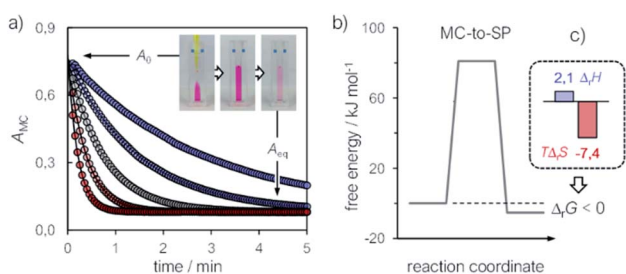 a)
0,9
0,6
0,3
0,0
A_MC
A_0
A_eq
0 1 2 3 4 5
time / min
b)
MC-to-SP
100
60
20
-20
free energy / kJ mol⁻¹
reaction coordinate
c)
2,1 Δ_rH
TΔ_rS -7,4
Δ_rG < 0